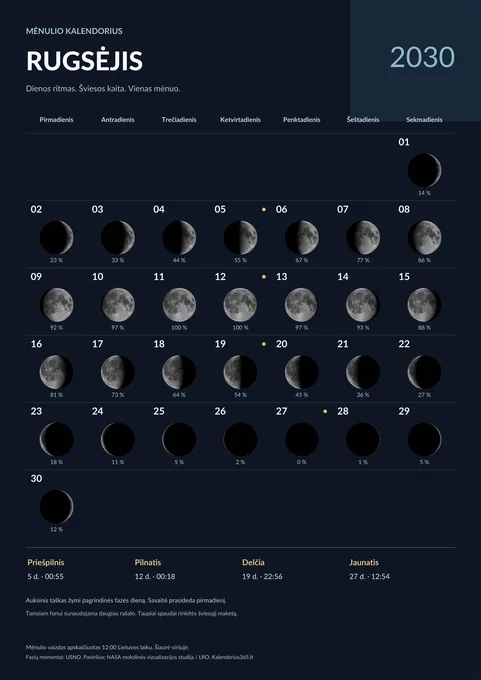 MĖNULIO KALENDORIUS
RUGSĖJIS
2030
Dienos ritmas. Šviesos kaita. Vienas mėnuo.
Pirmadienis Antradienis Trečiadienis Ketvirtadienis Penktadienis Šeštadienis Sekmadienis
01
14 %
02 03 04 05 06 07 08
23 % 33 % 44 % 55 % 67 % 77 % 86 %
09 10 11 12 13 14 15
92 % 97 % 100 % 100 % 97 % 93 % 88 %
16 17 18 19 20 21 22
81 % 73 % 64 % 54 % 45 % 36 % 27 %
23 24 25 26 27 28 29
18 % 11 % 5 % 2 % 0 % 1 % 5 %
30
12 %
Priešpilnis Pilnatis Delčia Jaunatis
5 d. · 00:55 12 d. · 00:18 19 d. · 22:56 27 d. · 12:54
Auksinis taškas žymi pagrindinės fazės dieną. Savaitė prasideda pirmadienį.
Tamsiam fonui sunaudojama daugiau rašalo. Taupiai spaudai rinkitės šviesųjį maketą.
Mėnulio vaizdas apskaičiuotas 12:00 Lietuvos laiku. Šiaurė viršuje.
Fazių momentai: USNO. Paviršius: NASA mokslinės vizualizacijos studija / LRO. Kalendorius365.lt